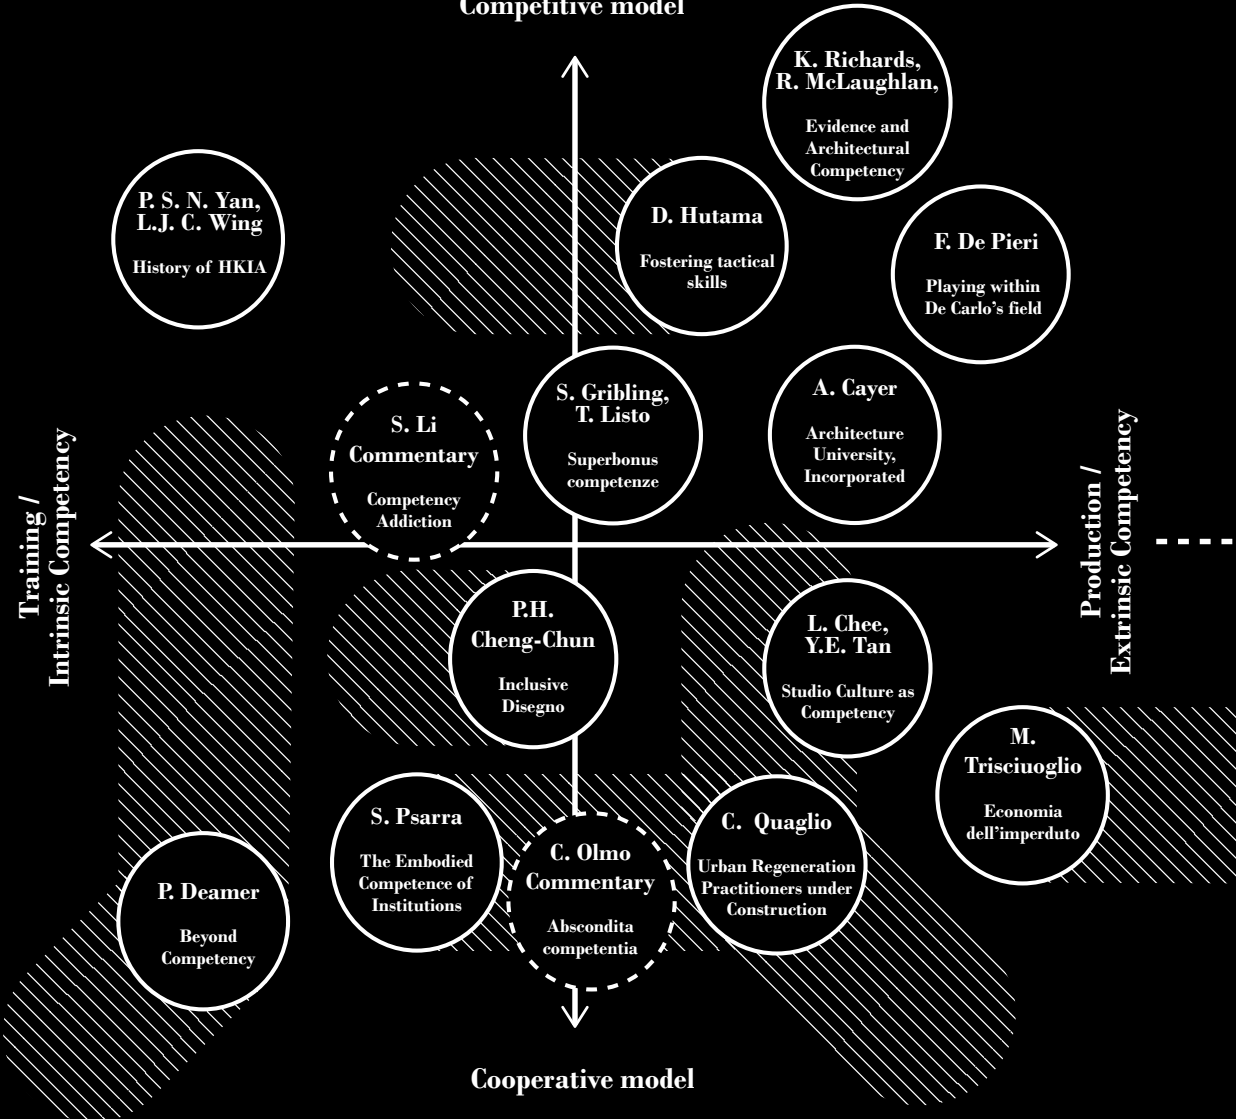 Competitive model
K. Richards,
R. McLaughlan,
Evidence and
Architectural
Competency
P. S. N. Yan,
L.J. C. Wing
History of HKIA
D. Hutama
Fostering tactical
skills
F. De Pieri
Playing within
De Carlo's field
S. Gribling,
T. Listo
Superbonus
competenze
A. Cayer
Architecture
University,
Incorporated
S. Li
Commentary
Competency
Addiction
Training /
Intrinsic Competency
Production /
Extrinsic Competency
P.H.
Cheng-Chun
Inclusive
Disegno
L. Chee,
Y.E. Tan
Studio Culture as
Competency
M.
Trisciuoglio
Economia
dell'imperduto
S. Psarra
The Embodied
Competence of
Institutions
C. Olmo
Commentary
Abscondita
competentia
C. Quaglio
Urban Regeneration
Practitioners under
Construction
P. Deamer
Beyond
Competency
Cooperative model